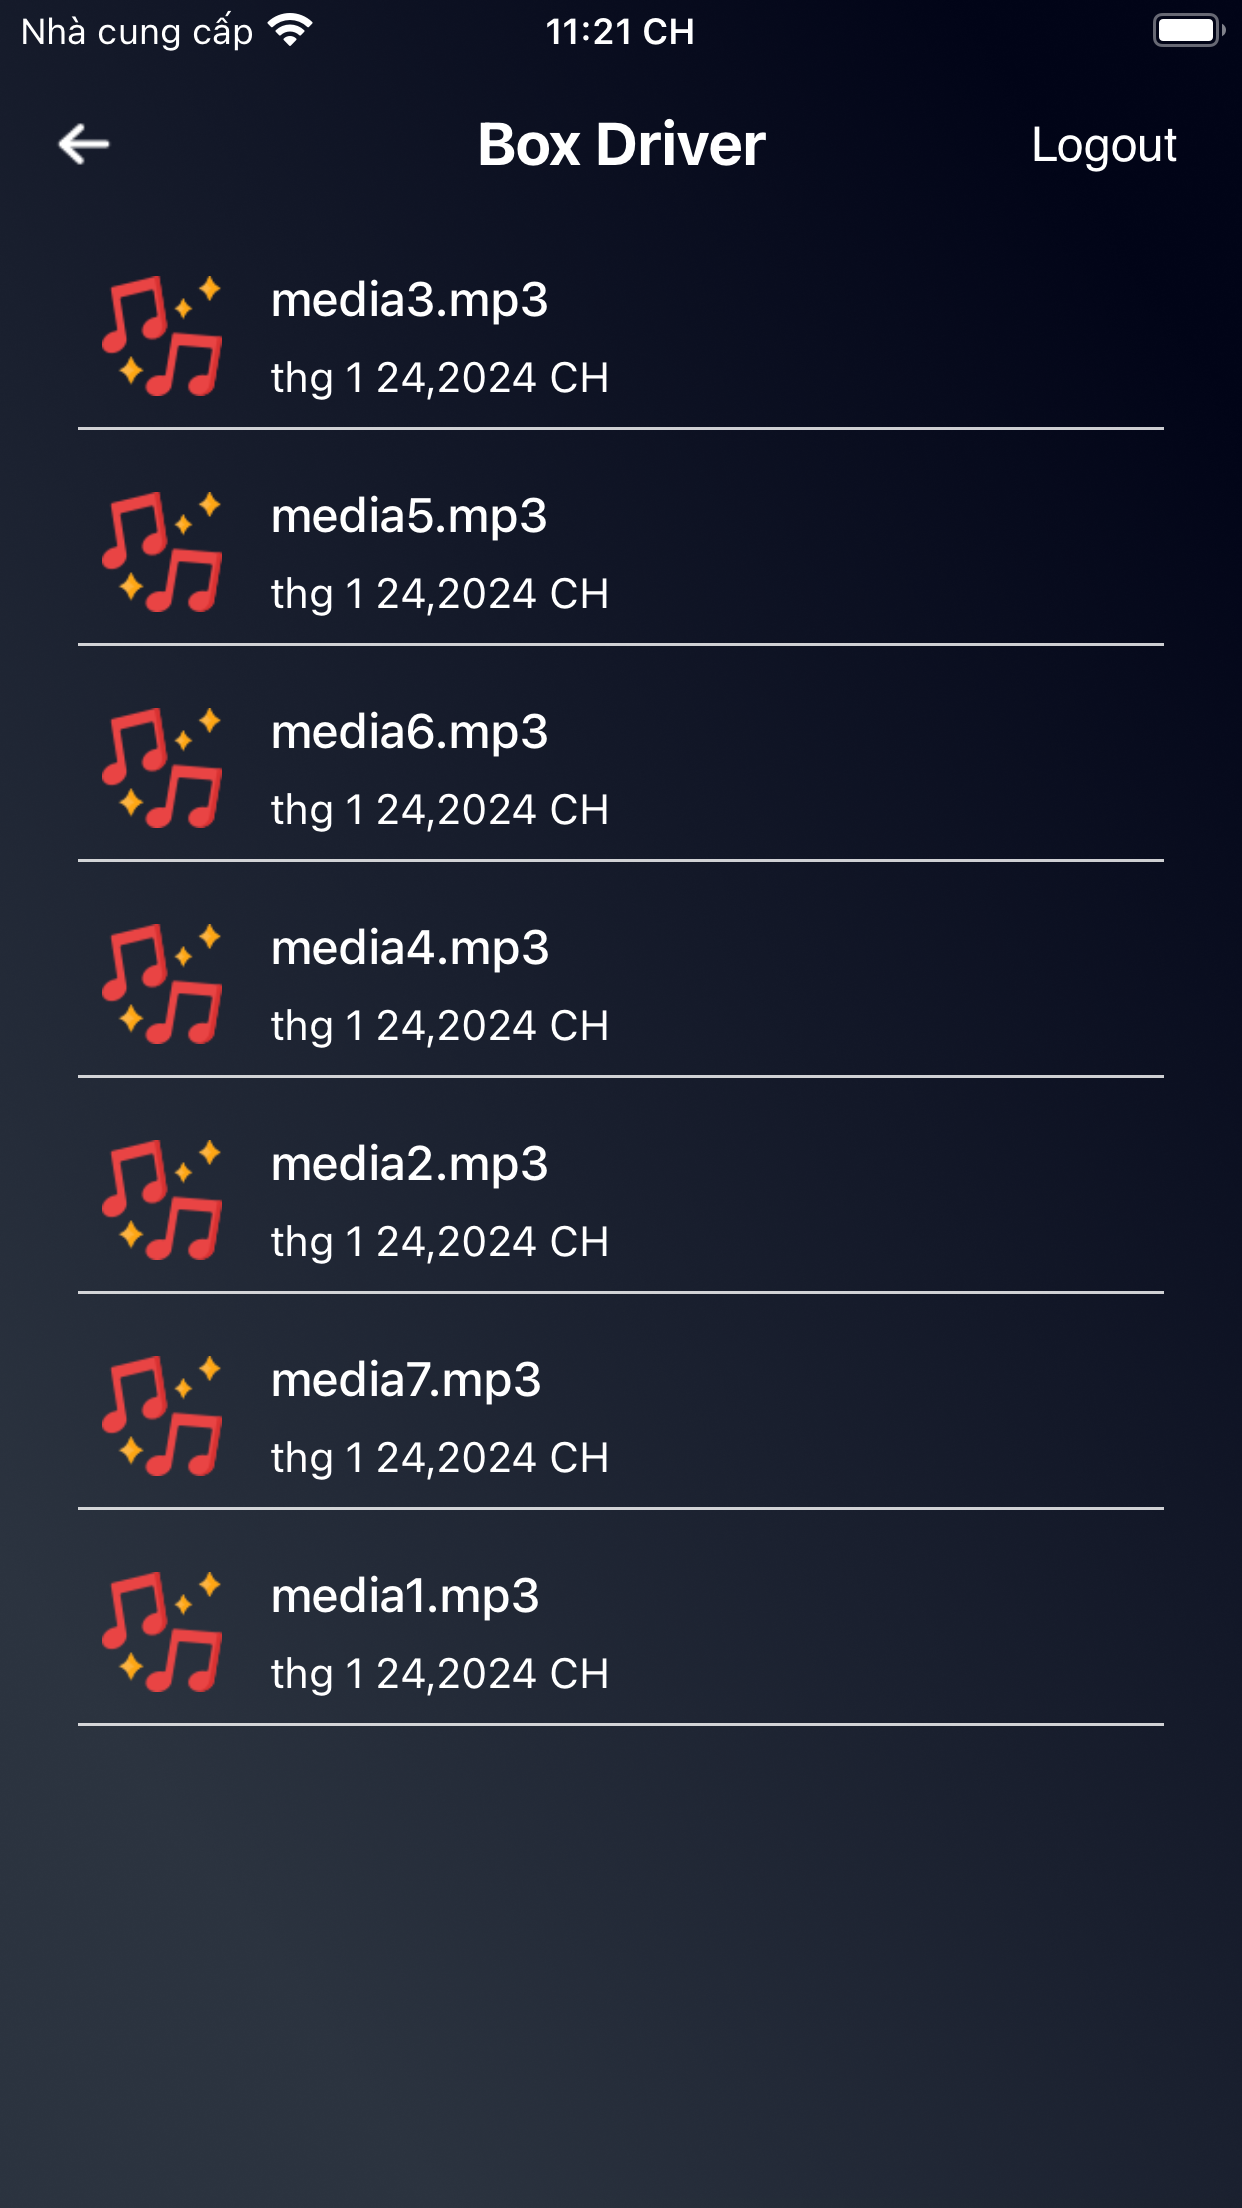 Nhà cung cấp 11:21 CH
Box Driver Logout
media3.mp3
thg 1 24,2024 CH
media5.mp3
thg 1 24,2024 CH
media6.mp3
thg 1 24,2024 CH
media4.mp3
thg 1 24,2024 CH
media2.mp3
thg 1 24,2024 CH
media7.mp3
thg 1 24,2024 CH
media1.mp3
thg 1 24,2024 CH